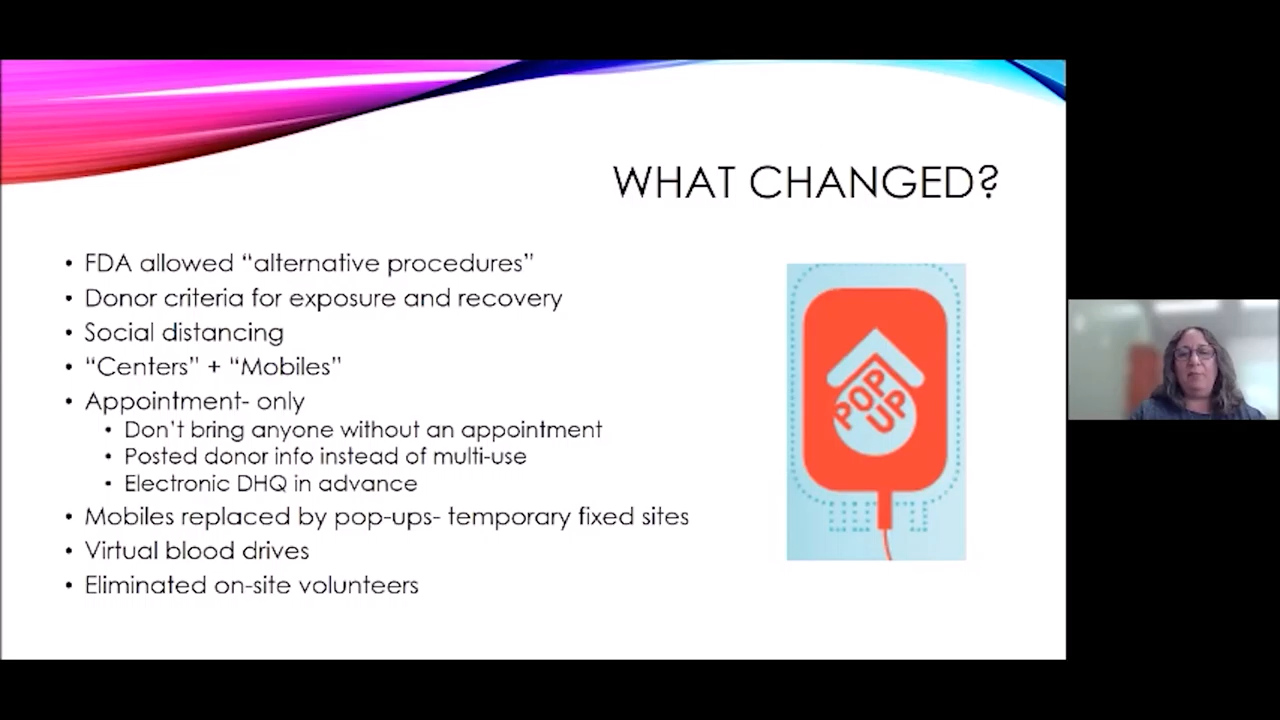 WHAT CHANGED?
• FDA allowed “alternative procedures”
• Donor criteria for exposure and recovery
• Social distancing
• “Centers” + “Mobiles”
• Appointment- only
• Don’t bring anyone without an appointment
• Posted donor info instead of multi-use
• Electronic DHQ in advance
• Mobiles replaced by pop-ups- temporary fixed sites
• Virtual blood drives
• Eliminated on-site volunteers
POP
UP